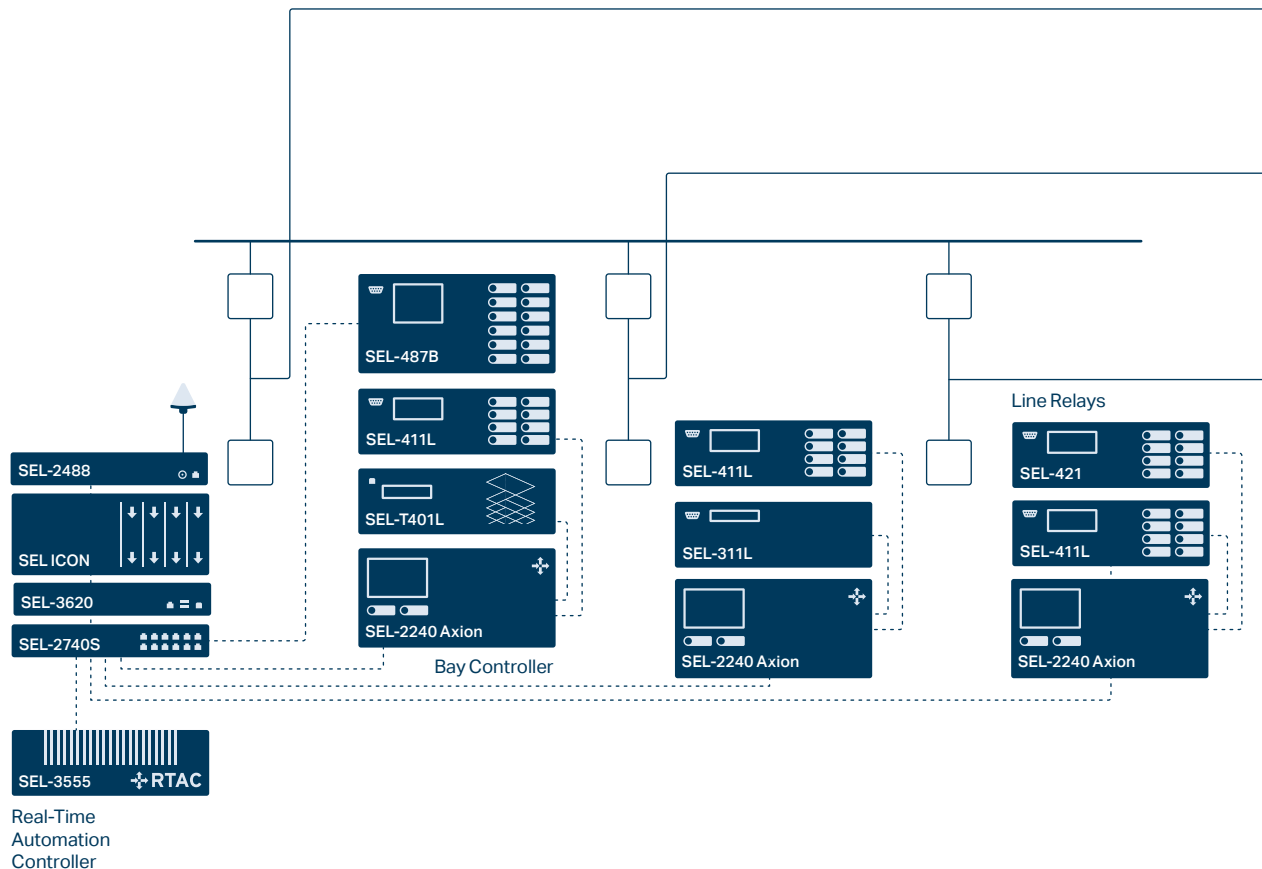 SEL-487B
SEL-411L
SEL-T401L
SEL-2240 Axion
Bay Controller
SEL-411L
SEL-311L
SEL-2240 Axion
Line Relays
SEL-421
SEL-411L
SEL-2240 Axion
SEL-2488
SEL ICON
SEL-3620
SEL-2740S
SEL-3555
RTAC
Real-Time
Automation
Controller